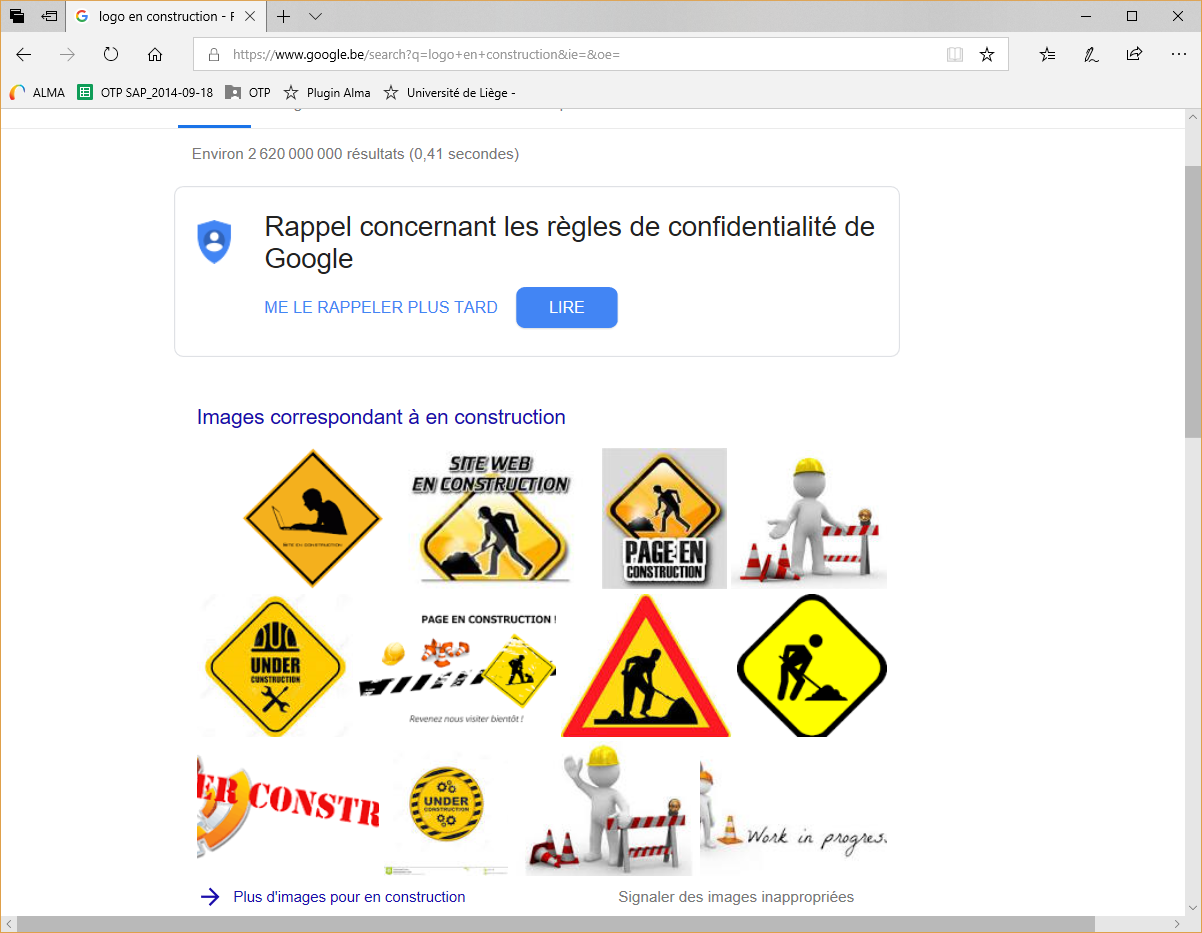 logo en construction - F
https://www.google.be/search?q=logo+en+construction&ie=&oe=
ALMA OTP SAP_2014-09-18 OTP Plugin Alma Université de Liège -
Environ 2 620 000 000 résultats (0,41 secondes)
Rappel concernant les règles de confidentialité de
Google
ME LE RAPPELER PLUS TARD LIRE
Images correspondant à en construction
SITE EN CONSTRUCTION
SITE WEB
EN CONSTRUCTION
PAGE EN
CONSTRUCTION
UNDER
CONSTRUCTION
PAGE EN CONSTRUCTION !
Revenez nous visiter bientôt !
ER CONSTR
UNDER
CONSTRUCTION
Work in progres.
Plus d'images pour en construction
Signaler des images inappropriées